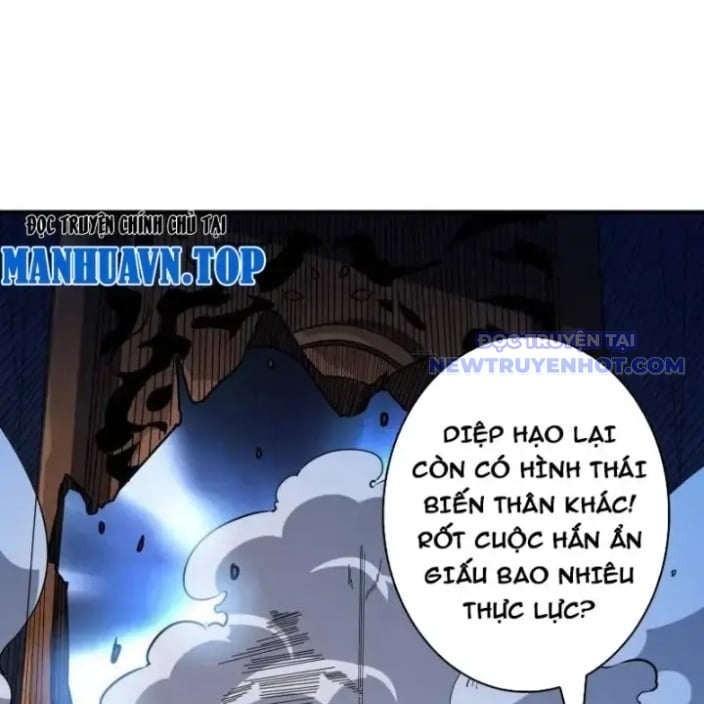 ĐỌC TRUYỆN CHÍNH CHỦ TẠI
MANHUAVN.TOP
ĐỌC TRUYỆN TẠI
NEWTRUYENHOT.COM
DIỆP HẠO LẠI
CÒN CÓ HÌNH THÁI
BIẾN THÂN KHÁC!
RỐT CUỘC HẮN ẨN
GIẤU BAO NHIÊU
THỰC LỰC?